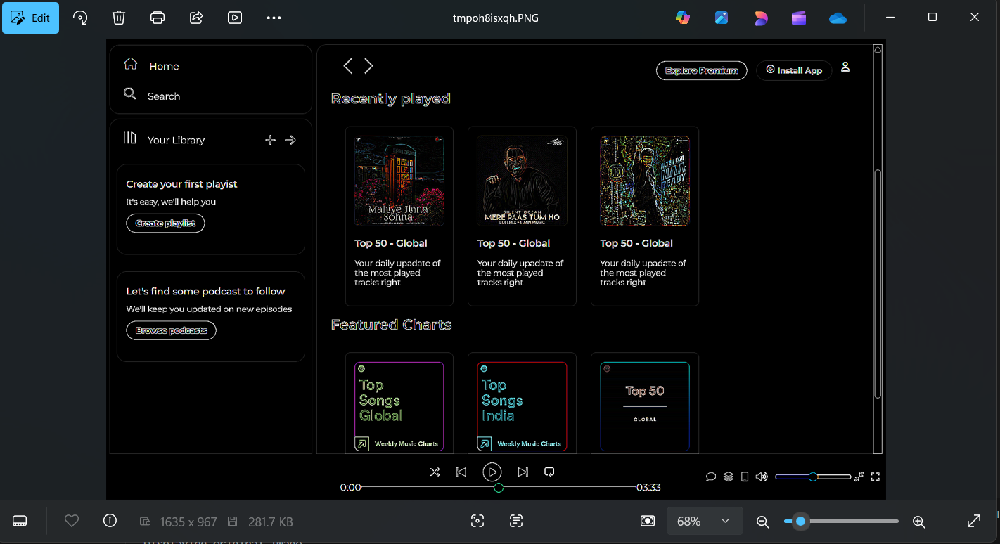 Edit
tmpoh8isxqh.PNG
Home
Search
Explore Premium
Install App
Recently played
Your Library
Create your first playist
It's easy, we'll help you
Create playlist
Let's find some podcast to follow
We'll keep you updated on new episodes
Browse podcasts
Mahiye Jinna
Sohna
SILENT OCEAN
MERE PAAS TUM HO
LOFI MIX • 1 MIN MUSIC
LEO
ALTER EGO
NAA
READY
Top 50 - Global
Your daily upadate of
the most played
tracks right
Top 50 - Global
Your daily upadate of
the most played
tracks right
Top 50 - Global
Your daily upadate of
the most played
tracks right
Featured Charts
Top
Songs
Global
Weekly Music Charts
Top
Songs
India
Weekly Music Charts
Top 50
GLOBAL
0:00
03:33
1635 x 967
281.7 KB
68%